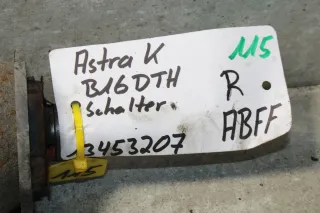 Astra K
B16DTH
Schalter
13453207
115
R
ABFF
115